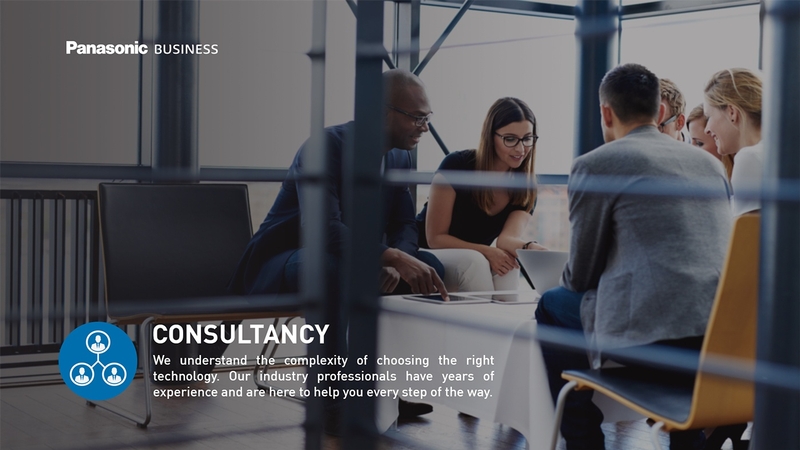 Panasonic BUSINESS
CONSULTANCY
We understand the complexity of choosing the right
technology. Our industry professionals have years of
experience and are here to help you every step of the way.